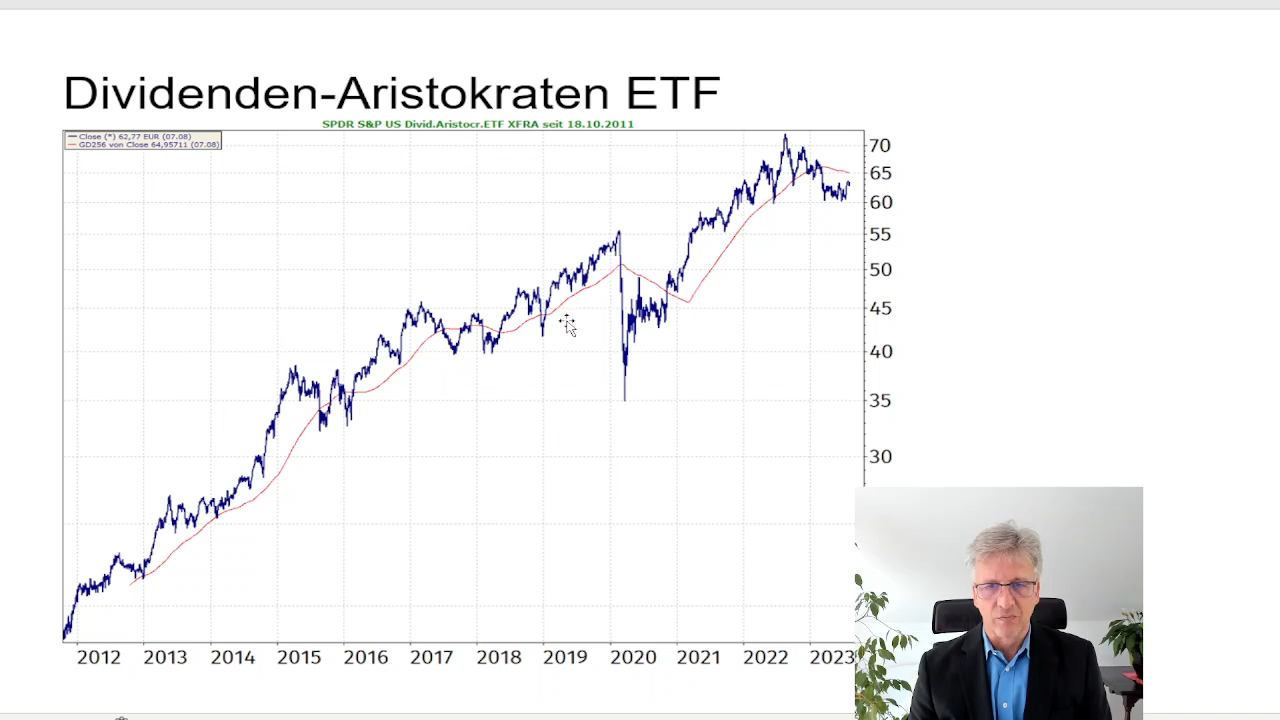 Dividenden-Aristokraten ETF
SPDR S&P US Divid.Aristocr.ETF XFRA seit 18.10.2011
Close (*) 62,77 EUR (07.08)
GD256 von Close 64,95711 (07.08)
70
65
60
55
50
45
40
35
30
2012 2013 2014 2015 2016 2017 2018 2019 2020 2021 2022 2023